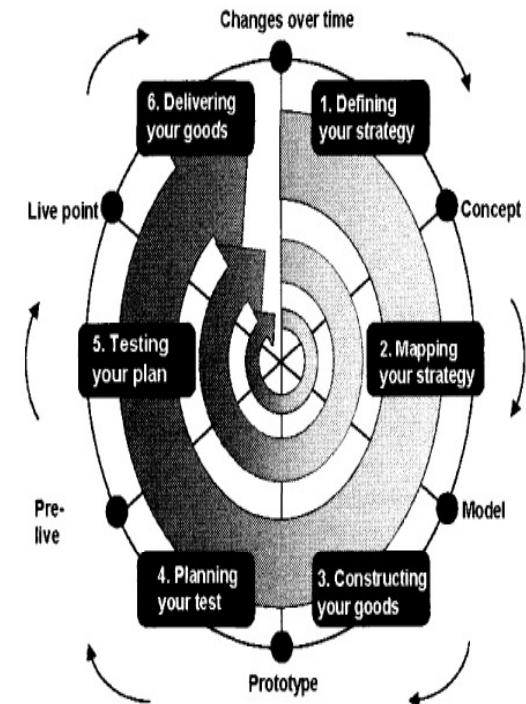 Changes over time
1. Defining
your strategy
Concept
2. Mapping
your strategy
Model
3. Constructing
your goods
Prototype
4. Planning
your test
Pre-
live
5. Testing
your plan
Live point
6. Delivering
your goods